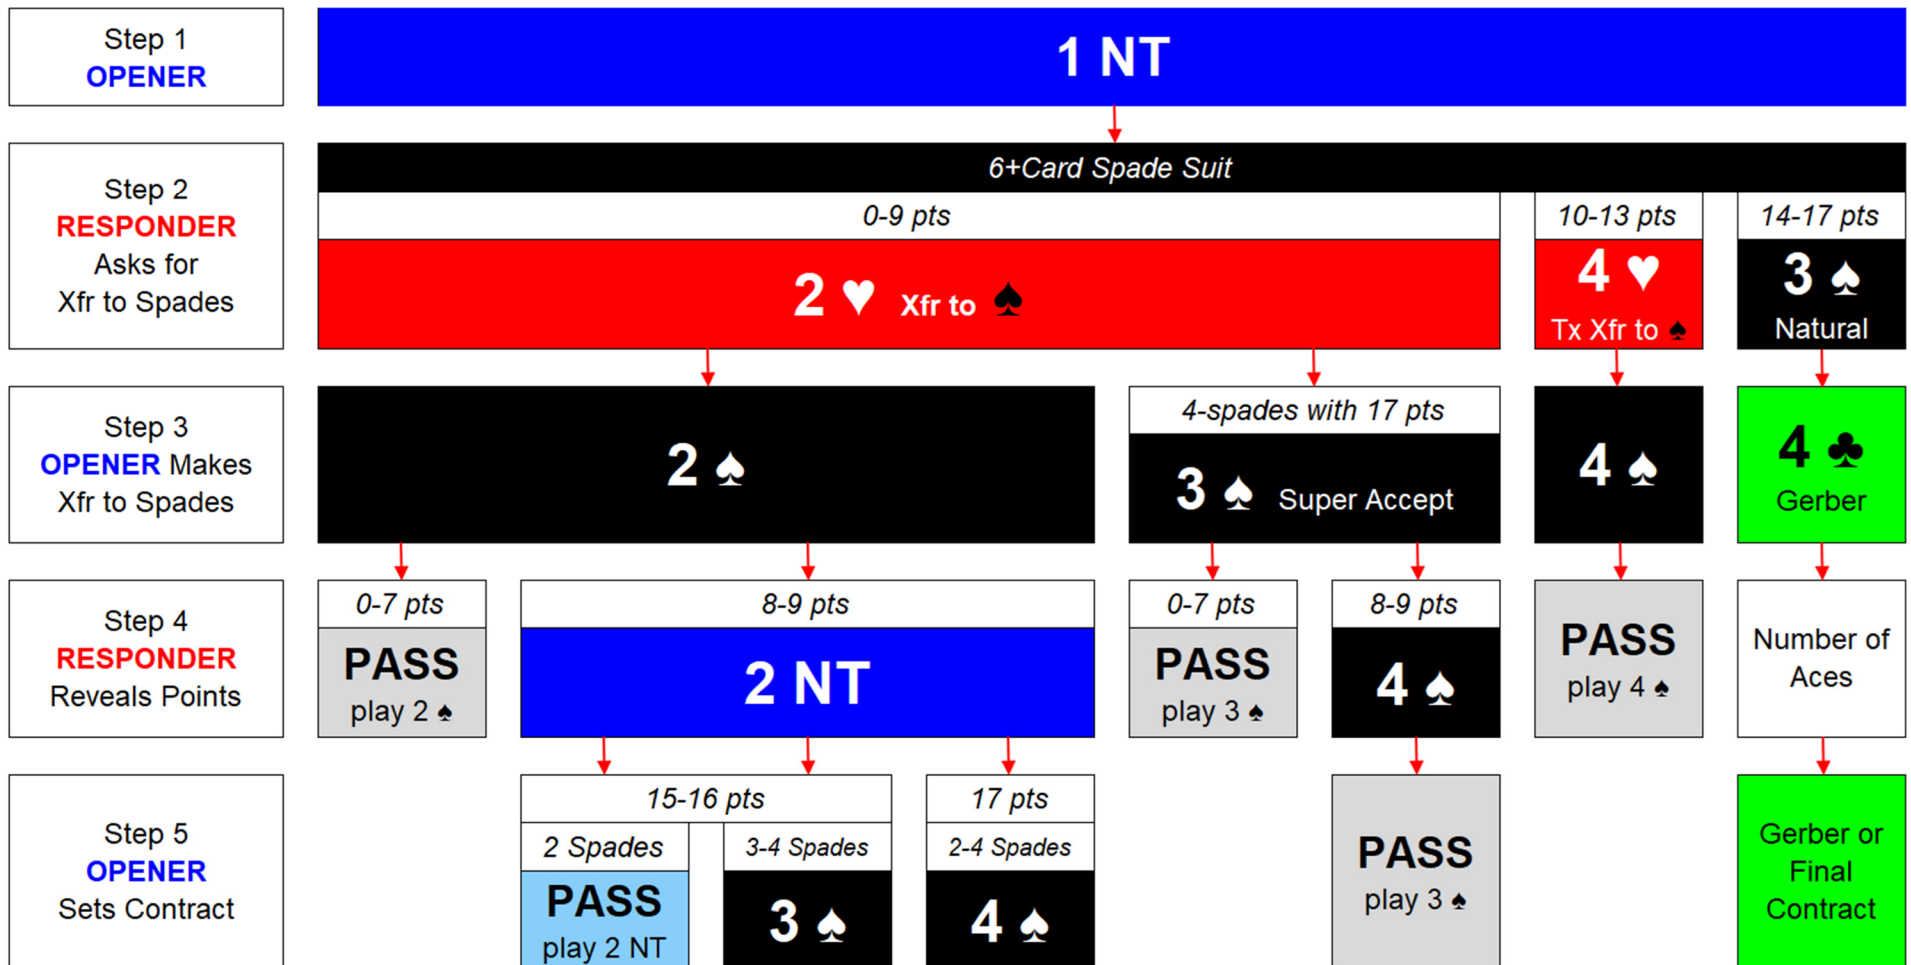 Step 1
OPENER
1 NT
Step 2
RESPONDER
Asks for
Xfr to Spades
6+Card Spade Suit
0-9 pts
2 ♥ Xfr to ♠
10-13 pts
4 ♥
Tx Xfr to ♠
14-17 pts
3 ♠
Natural
Step 3
OPENER Makes
Xfr to Spades
2 ♠
4-spades with 17 pts
3 ♠ Super Accept
4 ♠
4 ♣
Gerber
Step 4
RESPONDER
Reveals Points
0-7 pts
PASS
play 2 ♠
8-9 pts
2 NT
0-7 pts
PASS
play 3 ♠
8-9 pts
4 ♠
PASS
play 4 ♠
Number of
Aces
Step 5
OPENER
Sets Contract
15-16 pts
2 Spades
PASS
play 2 NT
3-4 Spades
3 ♠
17 pts
2-4 Spades
4 ♠
PASS
play 3 ♠
Gerber or
Final
Contract